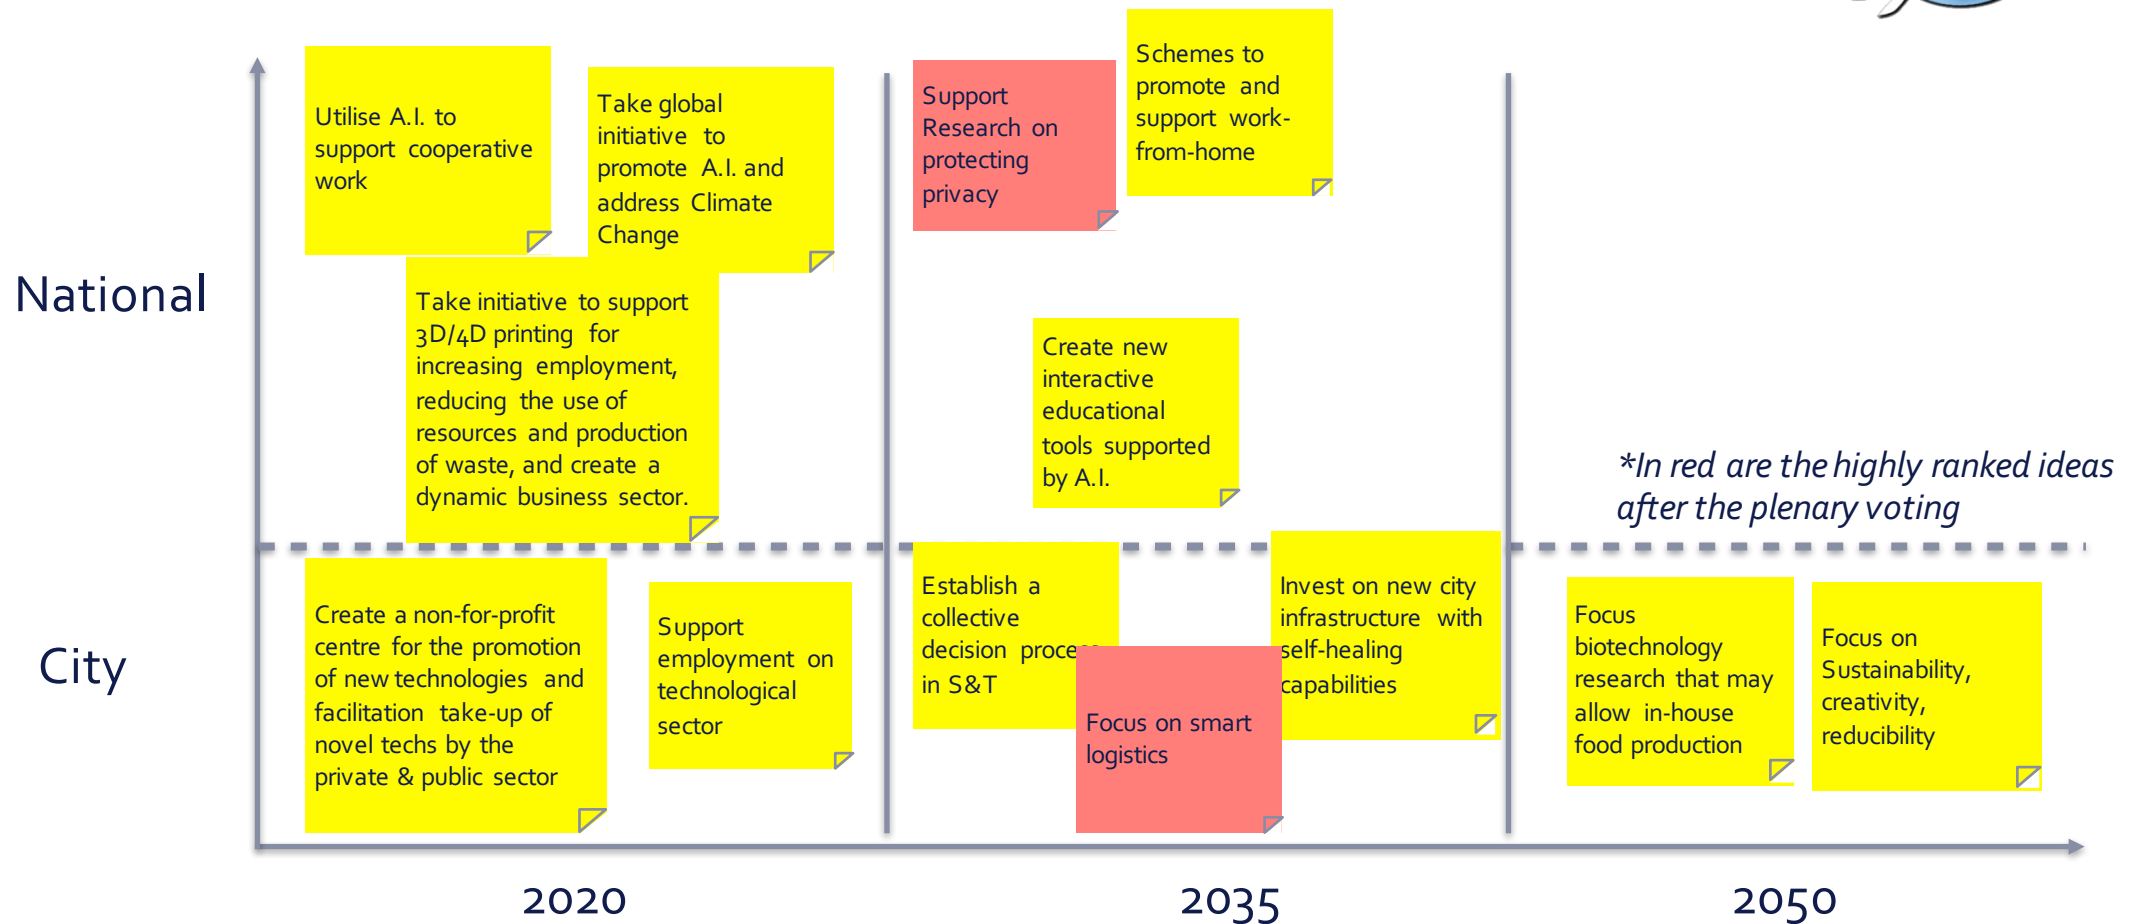 Utilise A.I. to
support cooperative
work
Take global
initiative to
promote A.I. and
address Climate
Change
Support
Research on
protecting
privacy
Schemes to
promote and
support work-
from-home
National
Take initiative to support
3D/4D printing for
increasing employment,
reducing the use of
resources and production
of waste, and create a
dynamic business sector.
Create new
interactive
educational
tools supported
by A.I.
*In red are the highly ranked ideas
after the plenary voting
City
Create a non-for-profit
centre for the promotion
of new technologies and
facilitation take-up of
novel techs by the
private & public sector
Support
employment on
technological
sector
Establish a
collective
decision process
in S&T
Focus on smart
logistics
Invest on new city
infrastructure with
self-healing
capabilities
Focus
biotechnology
research that may
allow in-house
food production
Focus on
Sustainability,
creativity,
reducibility
2020
2035
2050